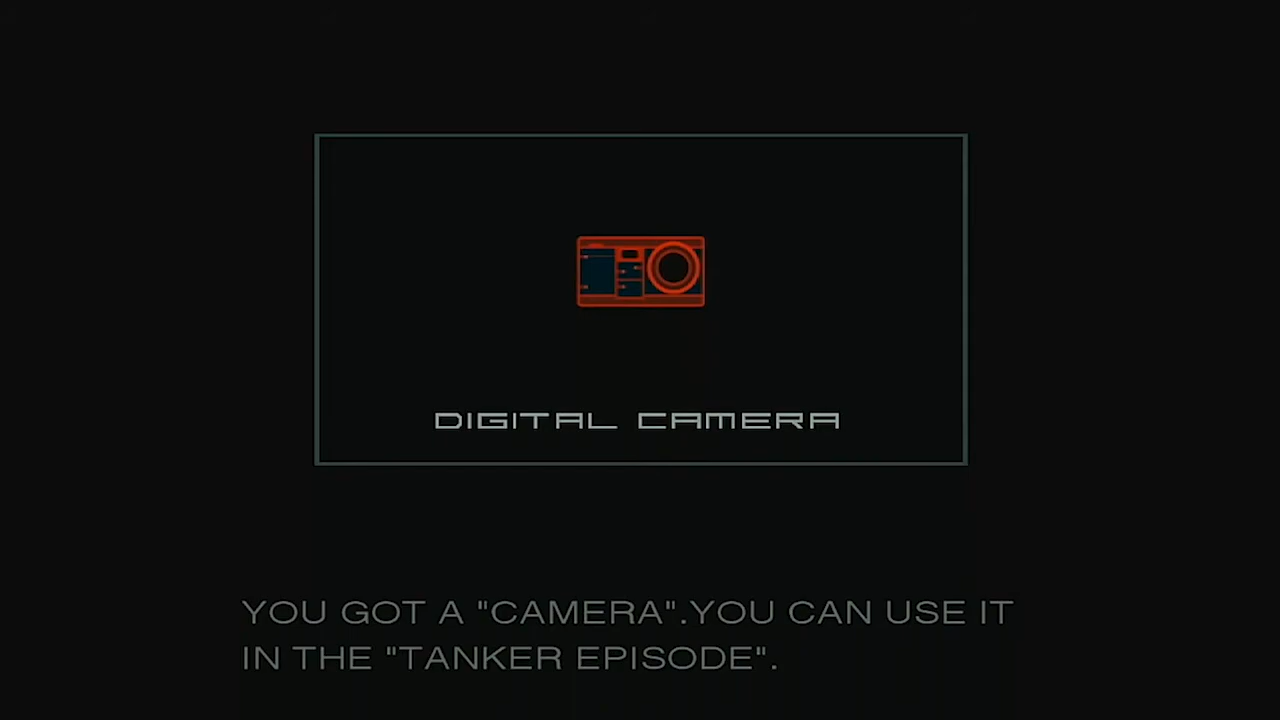 DIGITAL CAMERA
YOU GOT A "CAMERA".YOU CAN USE IT
IN THE "TANKER EPISODE".